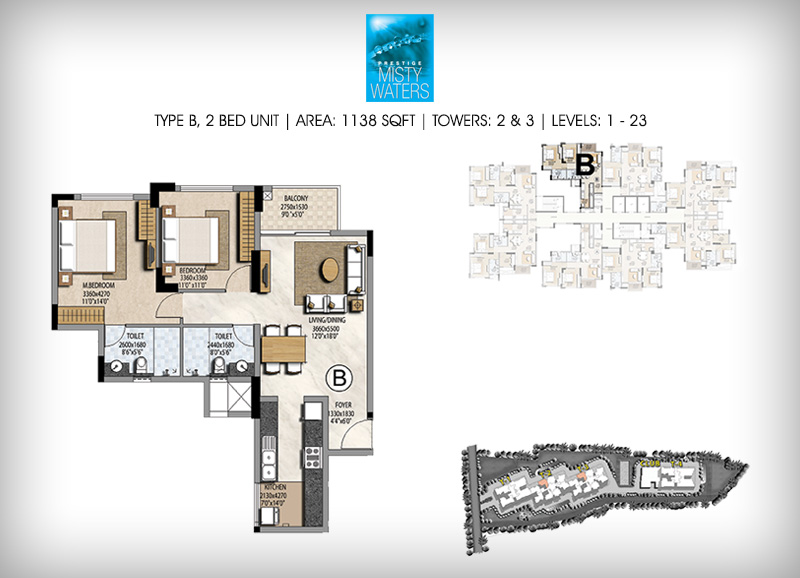 PRESTIGE
MISTY
WATERS
TYPE B, 2 BED UNIT | AREA: 1138 SQFT | TOWERS: 2 & 3 | LEVELS: 1 - 23
B
BALCONY
2750x1530
9'0"x5'0"
BEDROOM
3360x3360
11'0"x11'0"
M.BEDROOM
3360x4270
11'0"x14'0"
LIVING/DINING
3660x5500
12'0"x18'0"
TOILET
2600x1680
8'6"x5'6"
TOILET
2440x1680
8'0"x5'6"
B
FOYER
1330x1830
4'4"x6'0"
KITCHEN
2130x4270
7'0"x14'0"